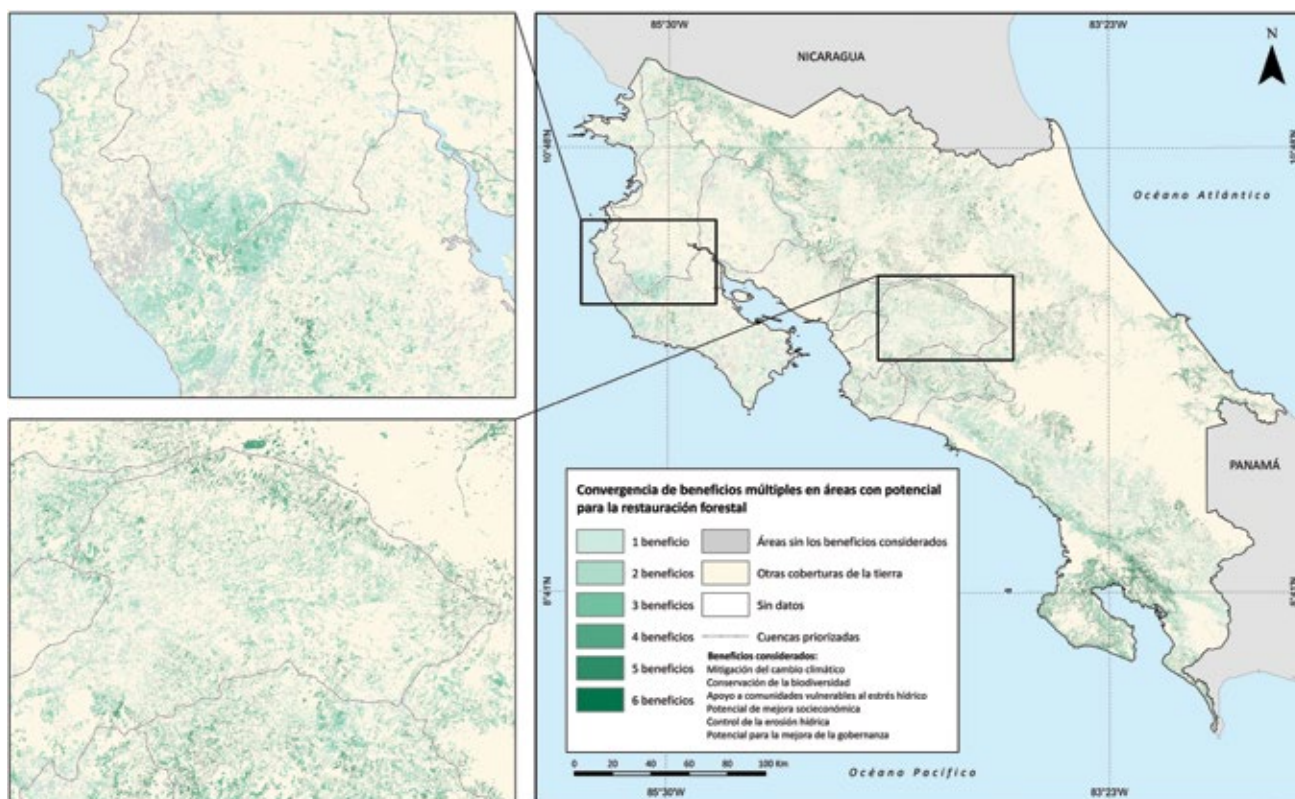 85°30'W
83°23'W
N
NICARAGUA
10°48'N
10°48'N
Océano Atlántico
PANAMÁ
8°41'N
8°41'N
Convergencia de beneficios múltiples en áreas con potencial
para la restauración forestal
1 beneficio
2 beneficios
3 beneficios
4 beneficios
5 beneficios
6 beneficios
Áreas sin los beneficios considerados
Otras coberturas de la tierra
Sin datos
Cuencas priorizadas
Beneficios considerados:
Mitigación del cambio climático
Conservación de la biodiversidad
Apoyo a comunidades vulnerables al estrés hídrico
Potencial de mejora socioeconómica
Control de la erosión hídrica
Potencial para la mejora de la gobernanza
0 20 40 60 80 100 Km
Océano Pacífico
85°30'W
83°23'W